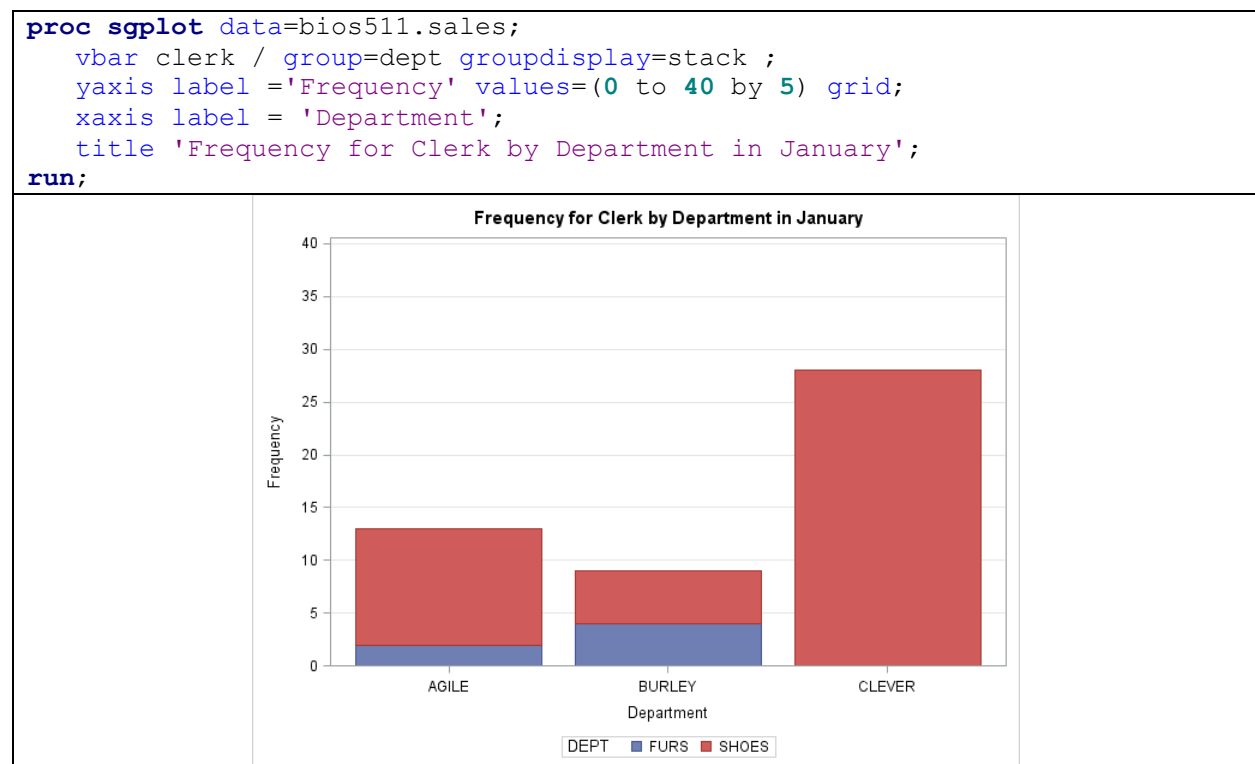 proc sgplot data=bios511.sales;
vbar clerk / group=dept groupdisplay=stack ;
yaxis label ='Frequency' values=(0 to 40 by 5) grid;
xaxis label = 'Department';
title 'Frequency for Clerk by Department in January';
run;
Frequency for Clerk by Department in January
40
35
30
25
20
15
10
5
0
Frequency
AGILE BURLEY CLEVER
Department
DEPT FURS SHOES